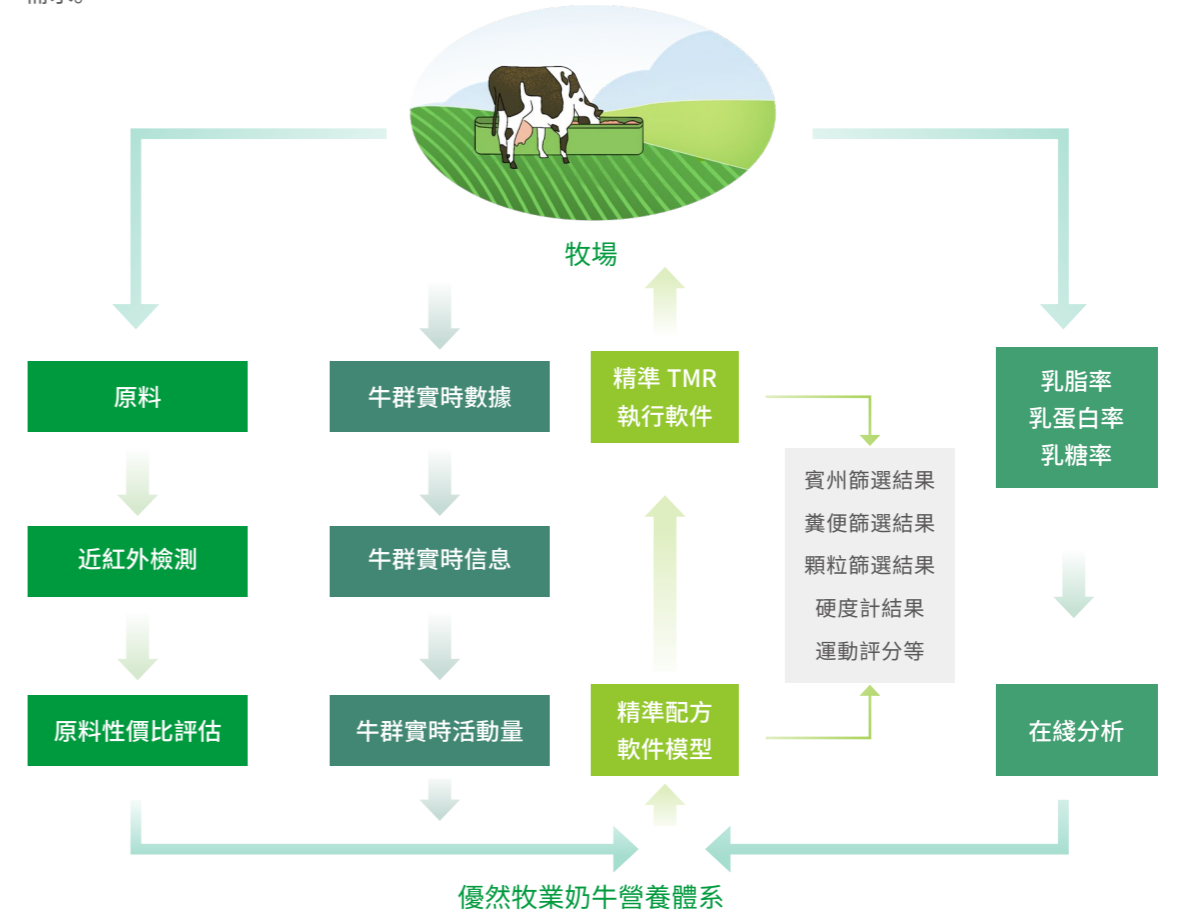 需求。
牧場
原料
近紅外檢測
原料性價比評估
牛群實時數據
牛群實時信息
牛群實時活動量
精準 TMR
執行軟件
精準配方
軟件模型
賓州篩選結果
糞便篩選結果
顆粒篩選結果
硬度計結果
運動評分等
乳脂率
乳蛋白率
乳糖率
在綫分析
優然牧業奶牛營養體系